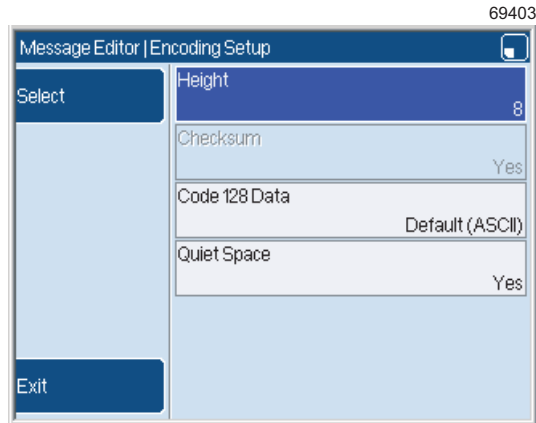 69403
Message Editor | Encoding Setup
Select
Height
8
Checksum
Yes
Code 128 Data
Default (ASCII)
Quiet Space
Yes
Exit